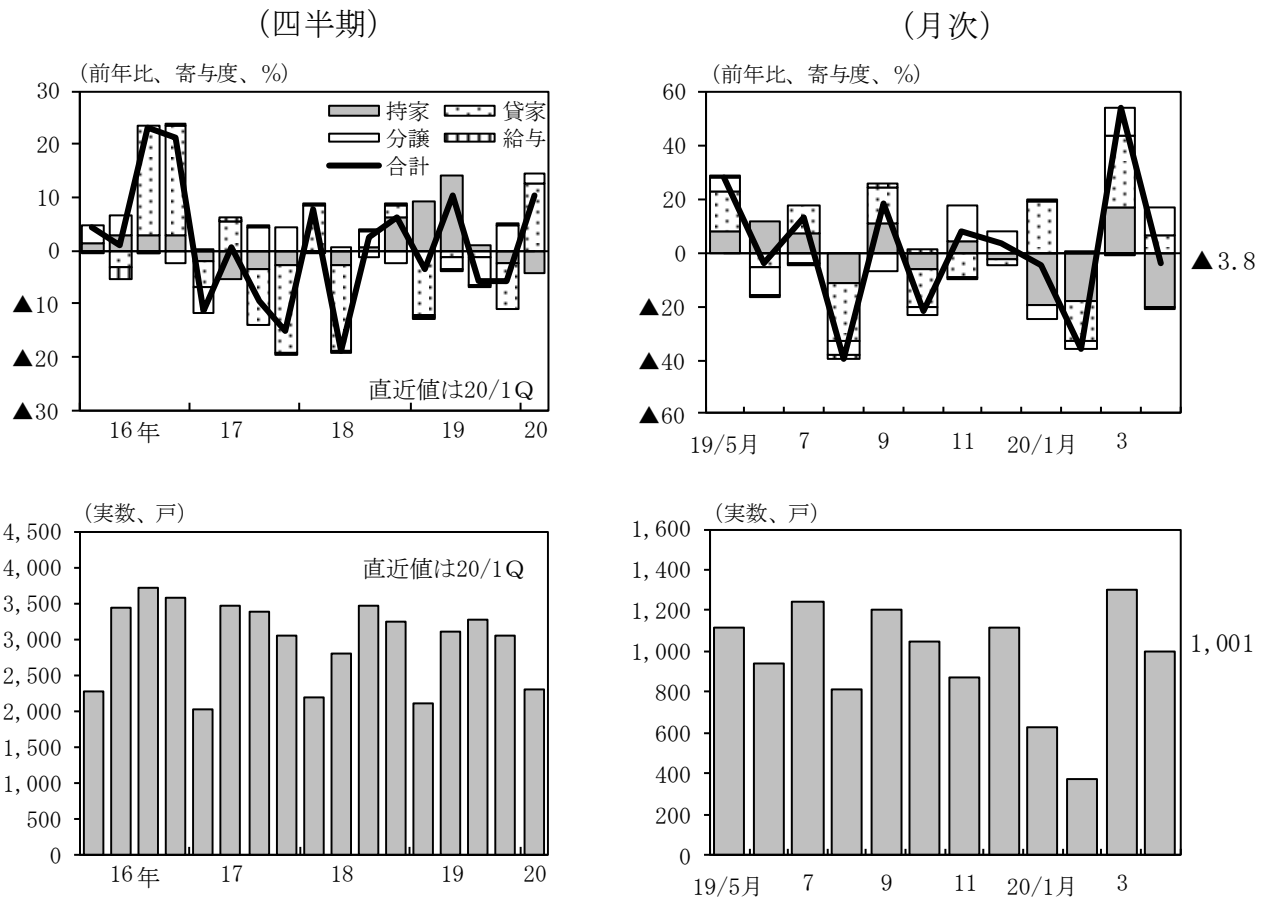 (四半期)
(前年比、寄与度、%)
30
20
10
0
▲10
▲20
▲30
持家
貸家
分譲
給与
合計
直近値は20/1Q
16年
17
18
19
20
(月次)
(前年比、寄与度、%)
60
40
20
0
▲20
▲40
▲60
▲3.8
19/5月
7
9
11
20/1月
3
(実数、戸)
4,500
4,000
3,500
3,000
2,500
2,000
1,500
1,000
500
0
直近値は20/1Q
16年
17
18
19
20
(実数、戸)
1,600
1,400
1,200
1,000
800
600
400
200
0
1,001
19/5月
7
9
11
20/1月
3